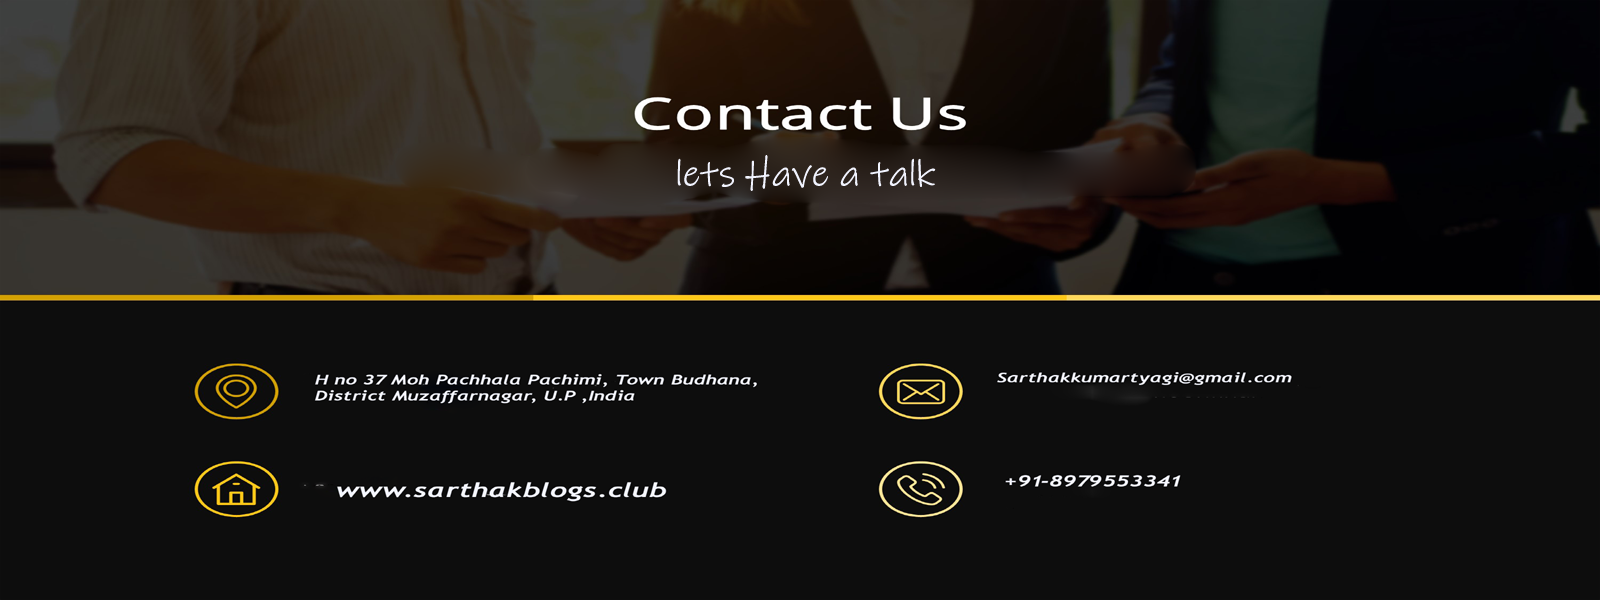 Contact Us
lets Have a talk
H no 37 Moh Pachhala Pachimi, Town Budhana,
District Muzaffarnagar, U.P ,India
Sarthakkumartyagi@gmail.com
www.sarthakblogs.club
+91-8979553341